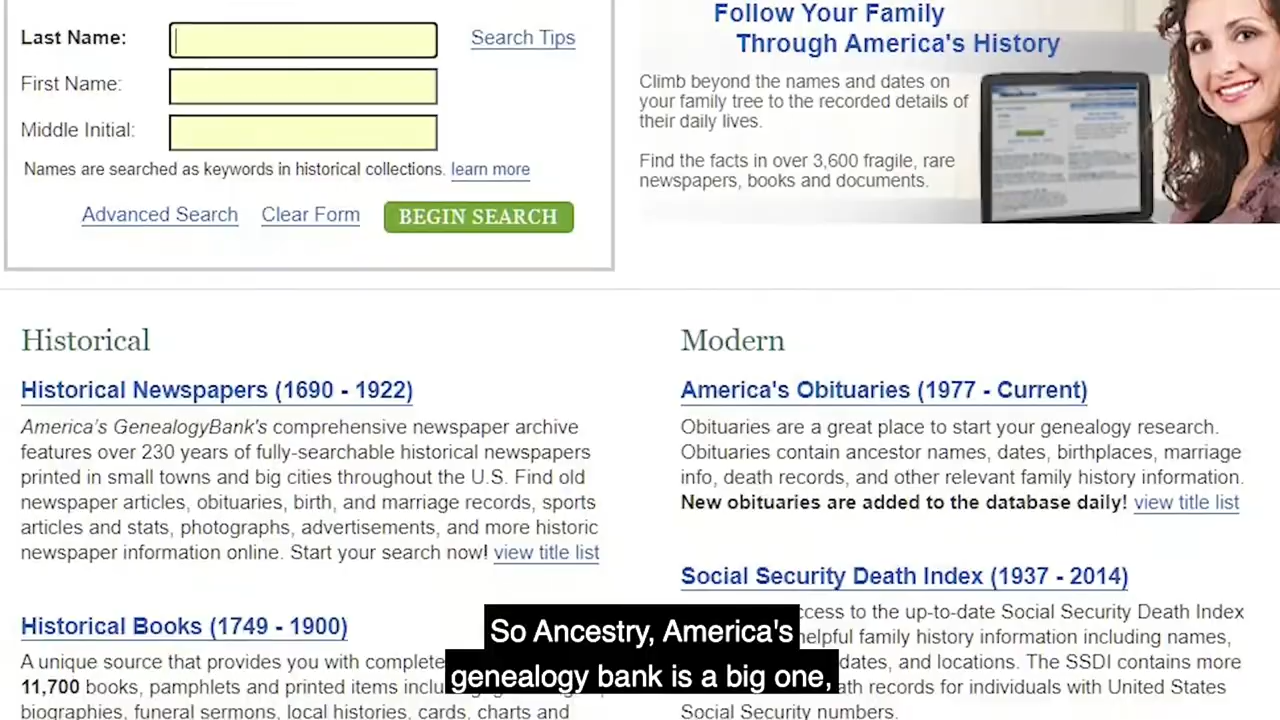 Last Name:
Search Tips
First Name:
Middle Initial:
Names are searched as keywords in historical collections. learn more
Advanced Search Clear Form BEGIN SEARCH
Follow Your Family
Through America's History
Climb beyond the names and dates on
your family tree to the recorded details of
their daily lives.
Find the facts in over 3,600 fragile, rare
newspapers, books and documents.
Historical
Historical Newspapers (1690 - 1922)
America's GenealogyBank's comprehensive newspaper archive
features over 230 years of fully-searchable historical newspapers
printed in small towns and big cities throughout the U.S. Find old
newspaper articles, obituaries, birth, and marriage records, sports
articles and stats, photographs, advertisements, and more historic
newspaper information online. Start your search now! view title list
Historical Books (1749 - 1900)
A unique source that provides you with complete
11,700 books, pamphlets and printed items
biographies, funeral sermons, local histories, cards, charts and
Modern
America's Obituaries (1977 - Current)
Obituaries are a great place to start your genealogy research.
Obituaries contain ancestor names, dates, birthplaces, marriage
info, death records, and other relevant family history information.
New obituaries are added to the database daily! view title list
Social Security Death Index (1937 - 2014)
to the up-to-date Social Security Death Index
helpful family history information including names,
dates, and locations. The SSDI contains more
records for individuals with United States
Social Security numbers.
So Ancestry, America's
genealogy bank is a big one,